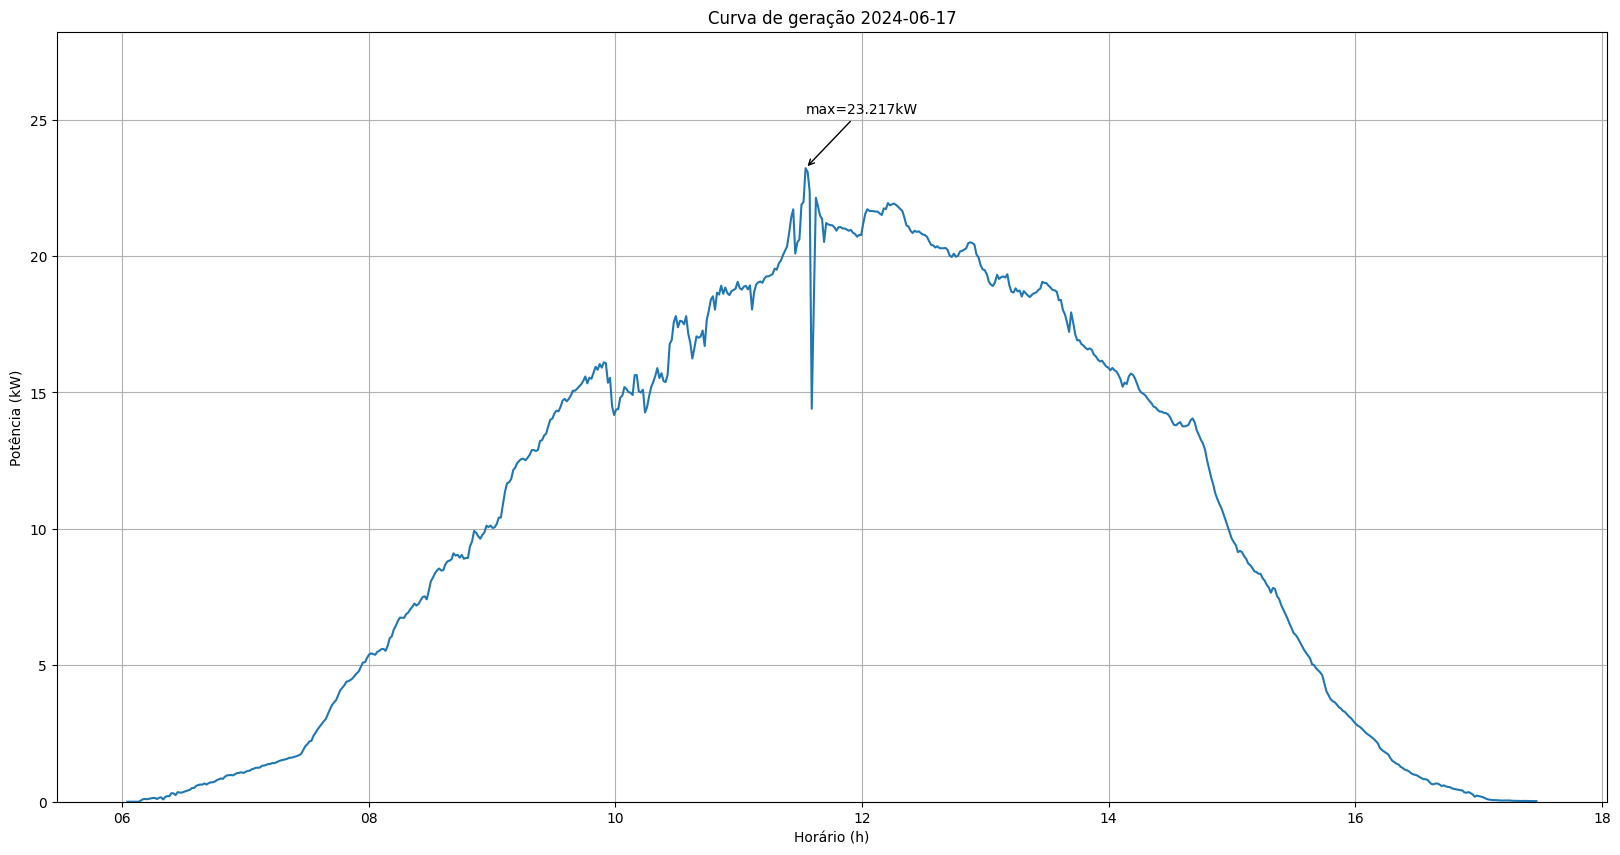 Curva de geração 2024-06-17
max=23.217kW
25
20
15
10
5
0
Potência (kW)
06 08 10 12 14 16 18
Horário (h)